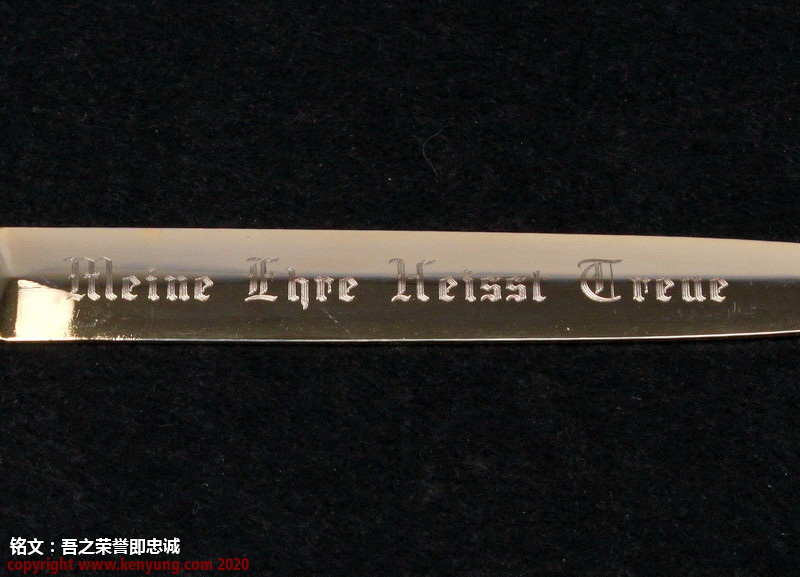 Meine Ehre Heisst Treue
铭文：吾之荣誉即忠诚
copyright www.kenyung.com 2020